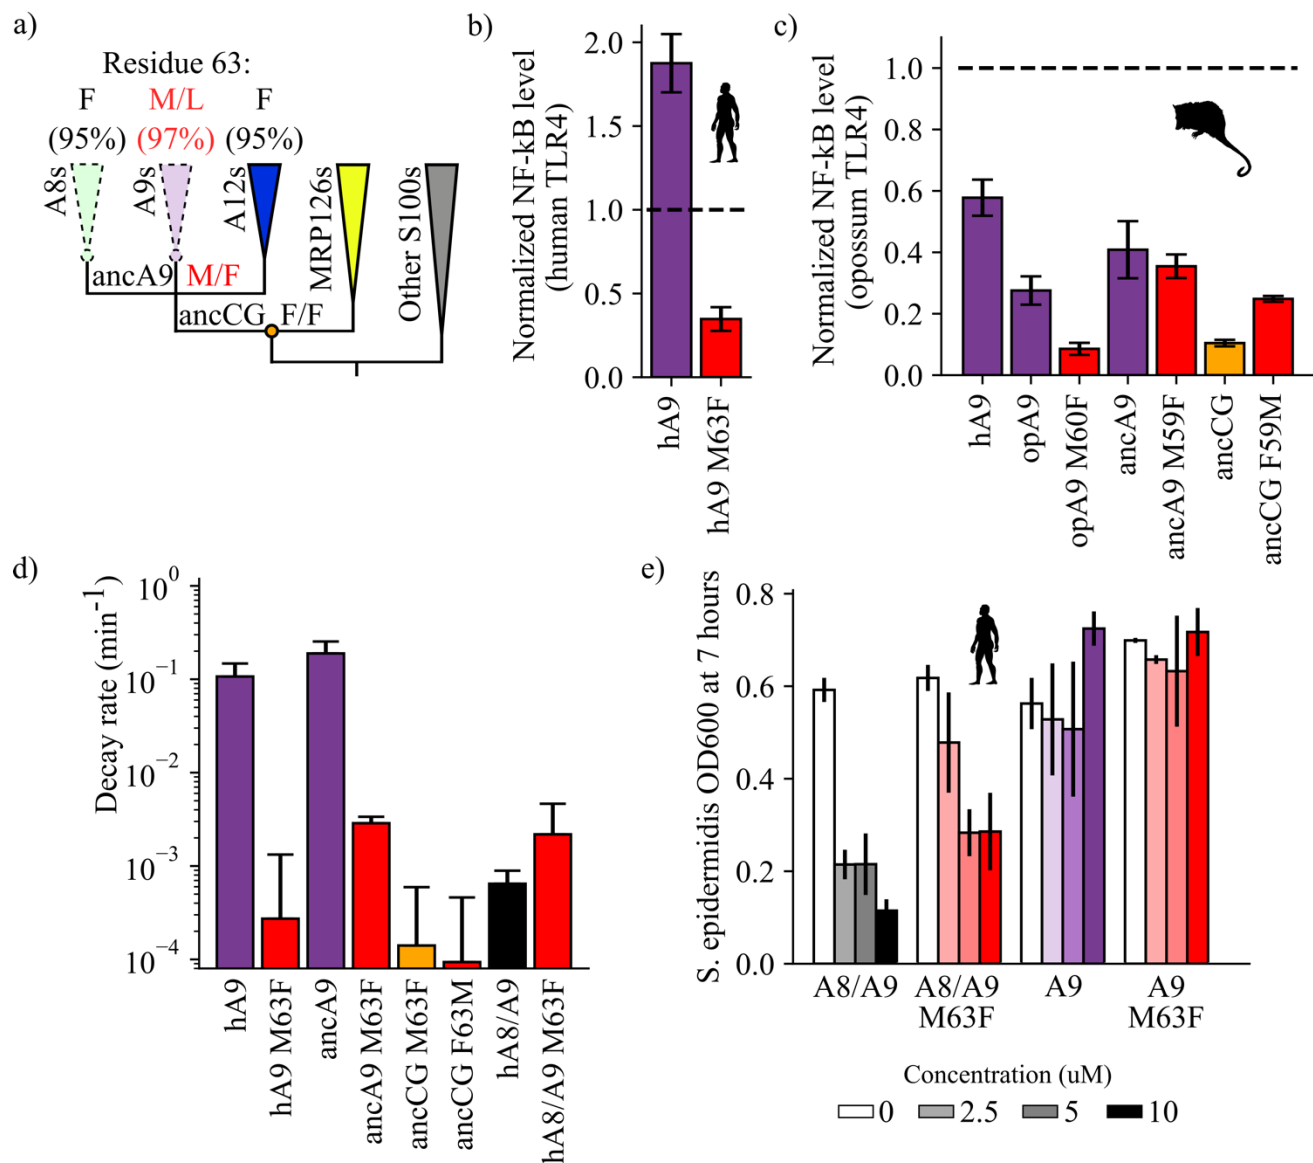 a)
Residue 63:
F M/L F
(95%) (97%) (95%)
A8s
A9s
A12s
MRP126s
Other S100s
ancA9 M/F
ancCG F/F
b)
Normalized NF-kB level
(human TLR4)
2.0
1.5
1.0
0.5
0.0
hA9
hA9 M63F
c)
Normalized NF-kB level
(opossum TLR4)
1.0
0.8
0.6
0.4
0.2
0.0
hA9
opA9
opA9 M60F
ancA9
ancA9 M59F
ancCG
ancCG F59M
d)
Decay rate (min⁻¹)
10⁰
10⁻¹
10⁻²
10⁻³
10⁻⁴
hA9
hA9 M63F
ancA9
ancA9 M63F
ancCG M63F
ancCG F63M
hA8/A9
hA8/A9 M63F
e)
S. epidermidis OD600 at 7 hours
0.8
0.6
0.4
0.2
0.0
A8/A9
A8/A9
M63F
A9
A9
M63F
Concentration (uM)
0 2.5 5 10